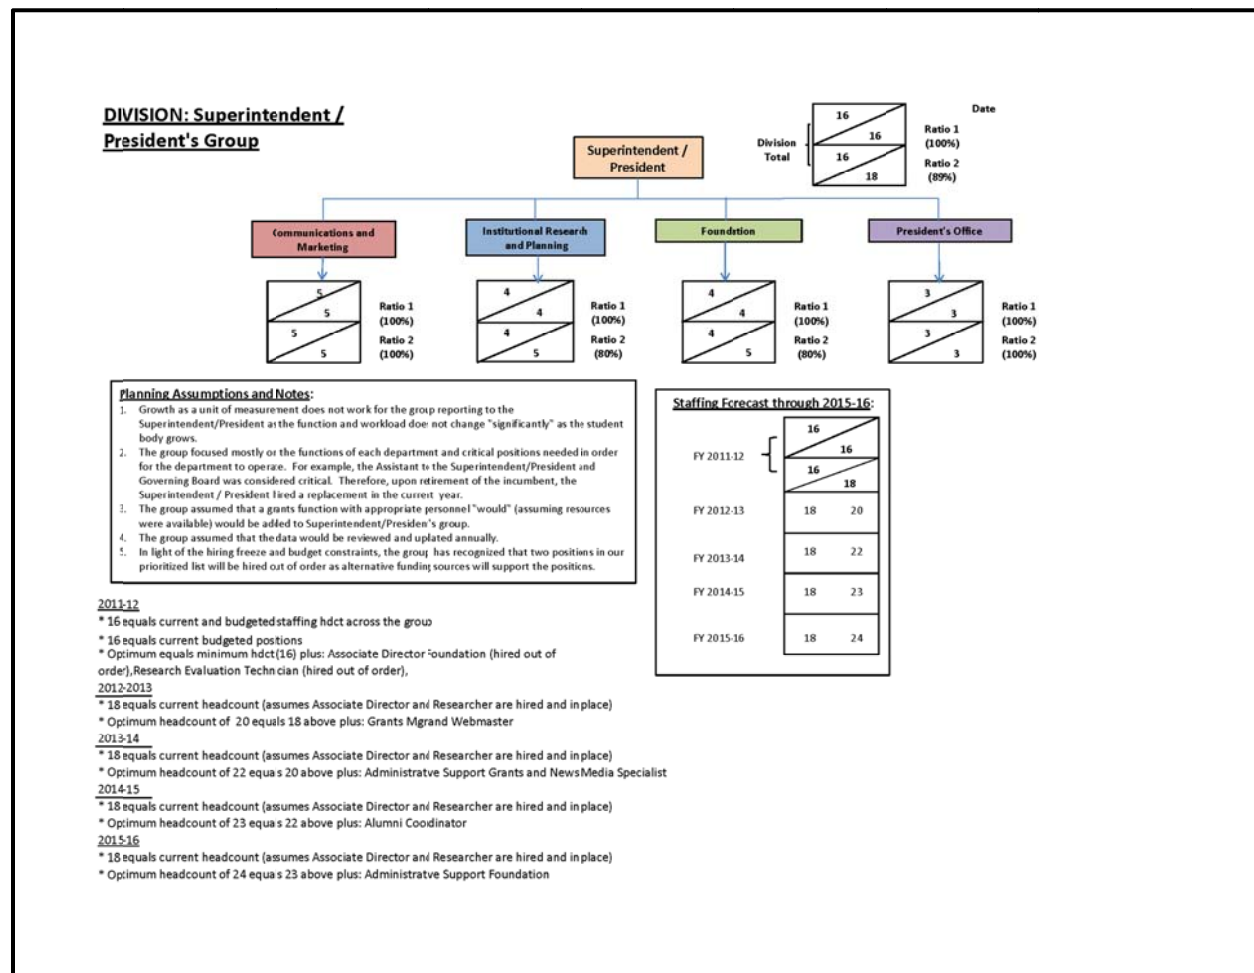 DIVISION: Superintendent /
President's Group
Superintendent /
President
Division
Total
16
16
16
18
Date
Ratio 1
(100%)
Ratio 2
(89%)
Communications and
Marketing
Institutional Research
and Planning
Foundation
President's Office
5
5
5
5
Ratio 1
(100%)
Ratio 2
(100%)
4
4
4
5
Ratio 1
(100%)
Ratio 2
(80%)
4
4
4
5
Ratio 1
(100%)
Ratio 2
(80%)
3
3
3
3
Ratio 1
(100%)
Ratio 2
(100%)
Planning Assumptions and Notes:
1. Growth as a unit of measurement does not work for the group reporting to the
Superintendent/President as the function and workload does not change "significantly" as the student
body grows.
2. The group focused mostly on the functions of each department and critical positions needed in order
for the department to operate. For example, the Assistant to the Superintendent/President and
Governing Board was considered critical. Therefore, upon retirement of the incumbent, the
Superintendent / President hired a replacement in the current year.
3. The group assumed that a grants function with appropriate personnel "would" (assuming resources
were available) would be added to Superintendent/President's group.
4. The group assumed that the data would be reviewed and updated annually.
5. In light of the hiring freeze and budget constraints, the group has recognized that two positions in our
prioritized list will be hired out of order as alternative funding sources will support the positions.
Staffing Forecast through 2015-16:
FY 2011-12
16
16
16
18
FY 2012-13 18 20
FY 2013-14 18 22
FY 2014-15 18 23
FY 2015-16 18 24
2011-12
* 16 equals current and budgeted staffing hdct across the group
* 16 equals current budgeted positions
* Optimum equals minimum hdct (16) plus: Associate Director Foundation (hired out of
order),Research Evaluation Technician (hired out of order),
2012-2013
* 18 equals current headcount (assumes Associate Director and Researcher are hired and in place)
* Optimum headcount of 20 equals 18 above plus: Grants Mgr and Webmaster
2013-14
* 18 equals current headcount (assumes Associate Director and Researcher are hired and in place)
* Optimum headcount of 22 equals 20 above plus: Administrative Support Grants and News Media Specialist
2014-15
* 18 equals current headcount (assumes Associate Director and Researcher are hired and in place)
* Optimum headcount of 23 equals 22 above plus: Alumni Coordinator
2015-16
* 18 equals current headcount (assumes Associate Director and Researcher are hired and in place)
* Optimum headcount of 24 equals 23 above plus: Administrative Support Foundation